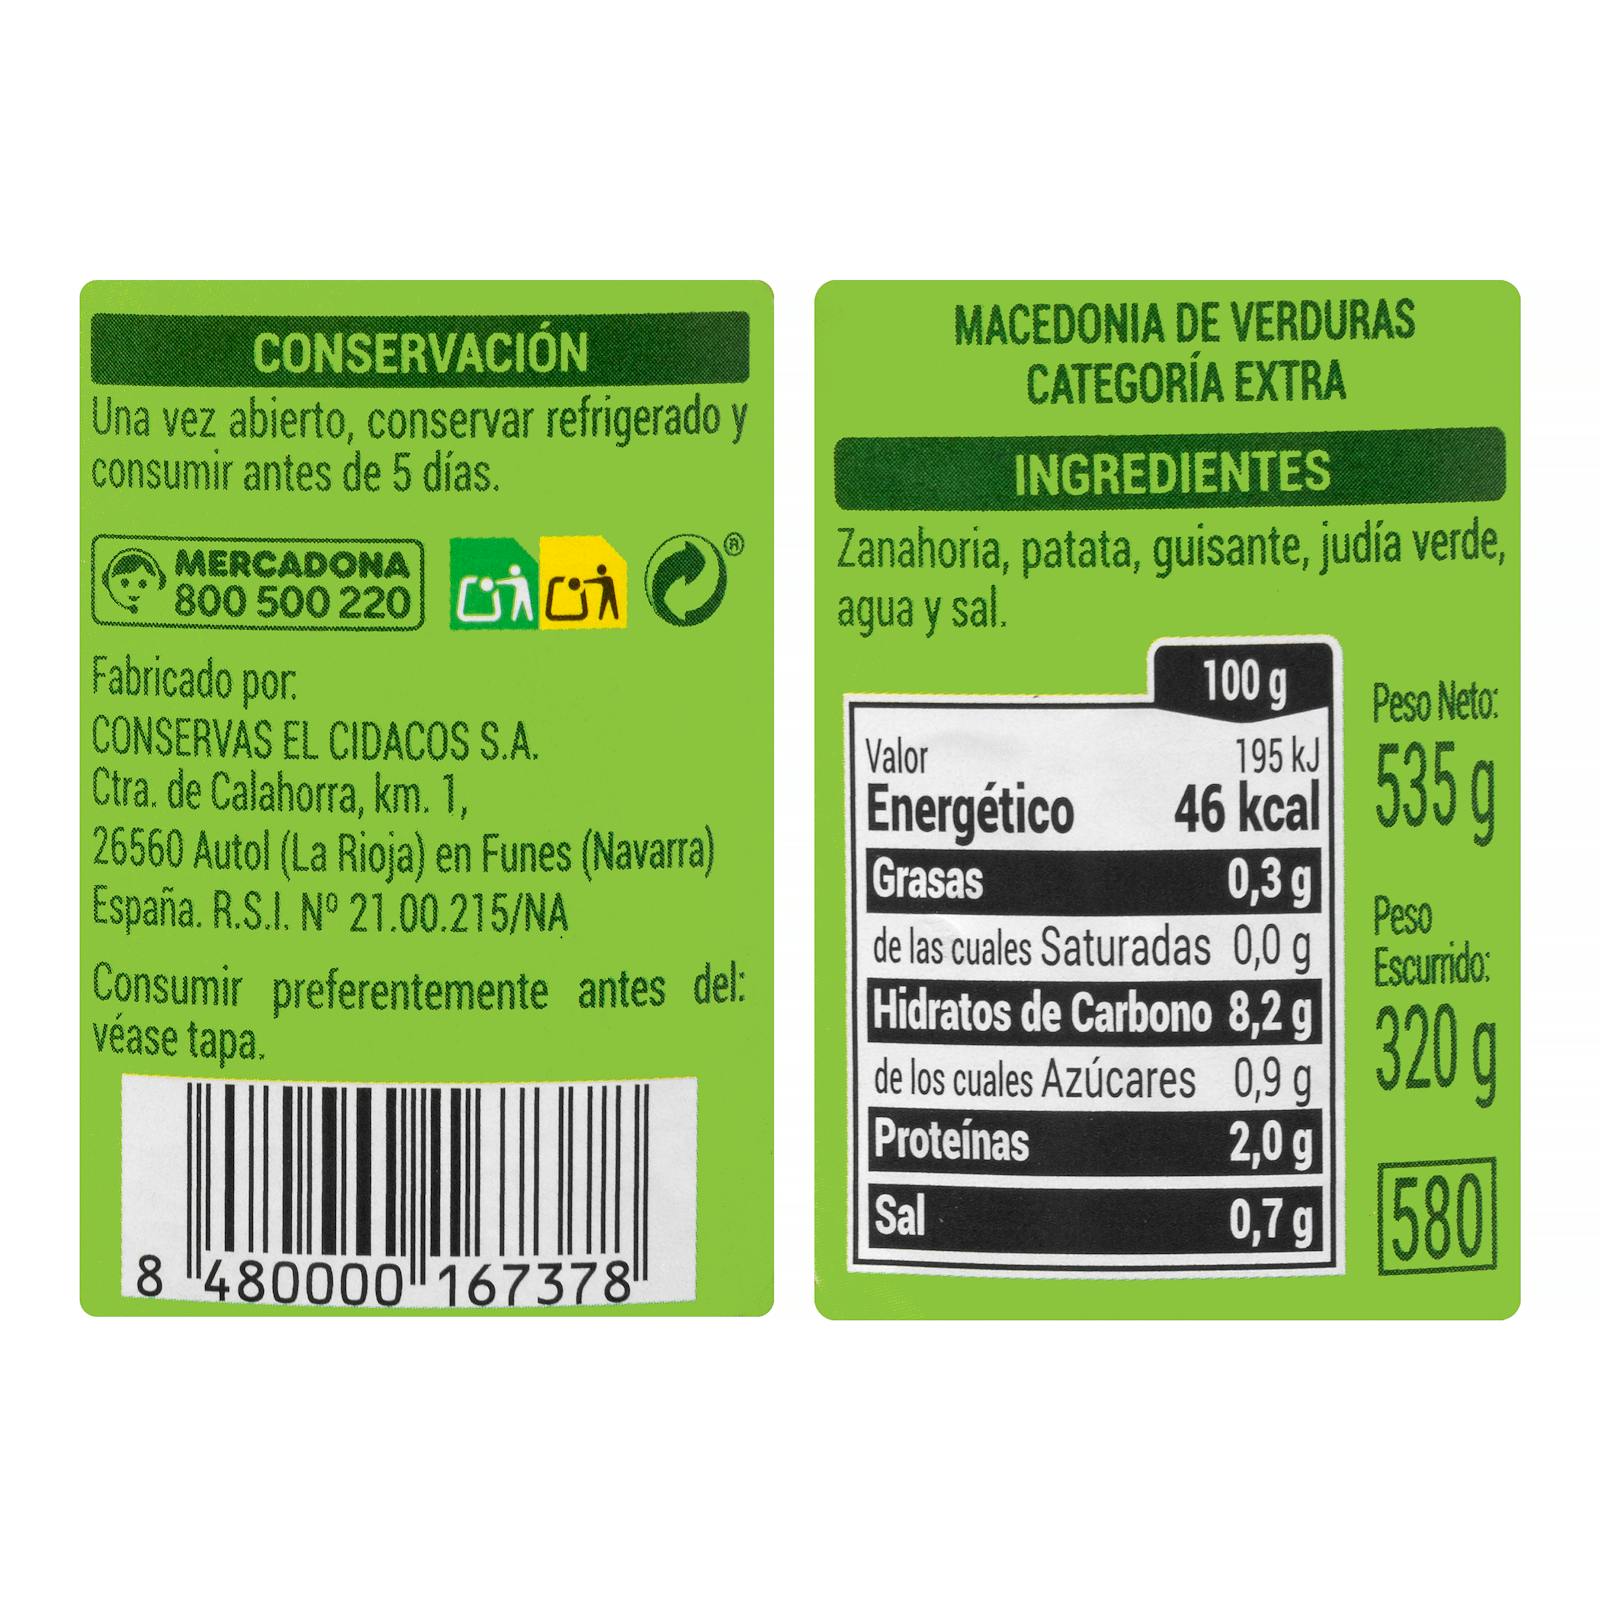 CONSERVACIÓN
Una vez abierto, conservar refrigerado y
consumir antes de 5 días.
MERCADONA
800 500 220
®
Fabricado por:
CONSERVAS EL CIDACOS S.A.
Ctra. de Calahorra, km. 1,
26560 Autol (La Rioja) en Funes (Navarra)
España. R.S.I. Nº 21.00.215/NA
Consumir preferentemente antes del:
véase tapa.
8 480000 167378
MACEDONIA DE VERDURAS
CATEGORÍA EXTRA
INGREDIENTES
Zanahoria, patata, guisante, judía verde,
agua y sal.
100 g
Valor 195 kJ
Energético 46 kcal
Grasas 0,3 g
de las cuales Saturadas 0,0 g
Hidratos de Carbono 8,2 g
de los cuales Azúcares 0,9 g
Proteínas 2,0 g
Sal 0,7 g
Peso Neto:
535 g
Peso
Escurrido:
320 g
580